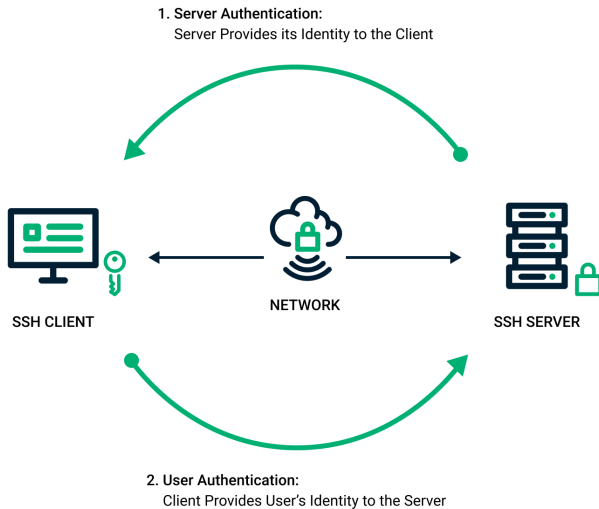 1. Server Authentication:
Server Provides its Identity to the Client
NETWORK
SSH CLIENT
SSH SERVER
2. User Authentication:
Client Provides User's Identity to the Server